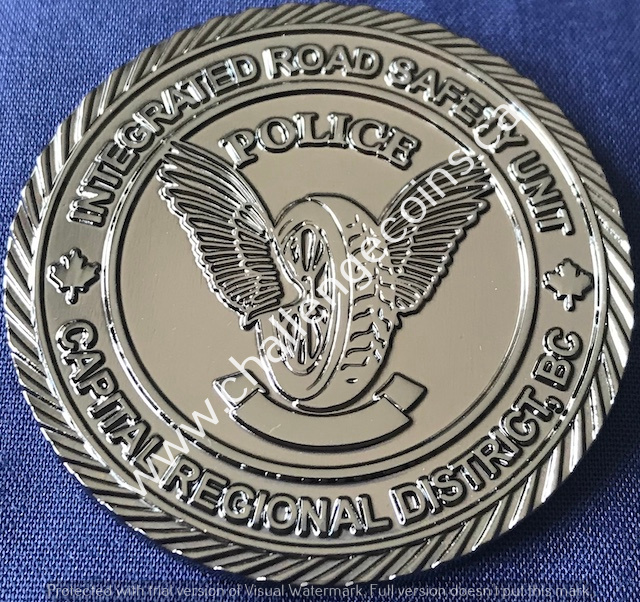 INTEGRATED ROAD SAFETY UNIT
POLICE
CAPITAL REGIONAL DISTRICT, BC
www.challengecoins.ca
Protected with trial version of Visual Watermark. Full version doesn't put this mark.